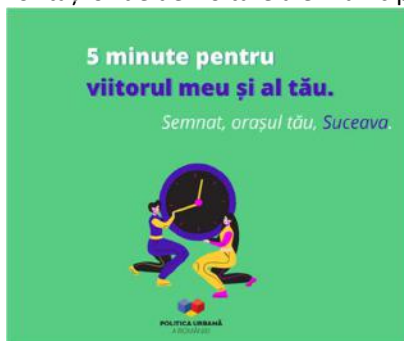 5 minute pentru
viitorul meu și al tău.
Semnat, orașul tău, Suceava.
POLITICA URBANĂ
A ROMÂNIEI